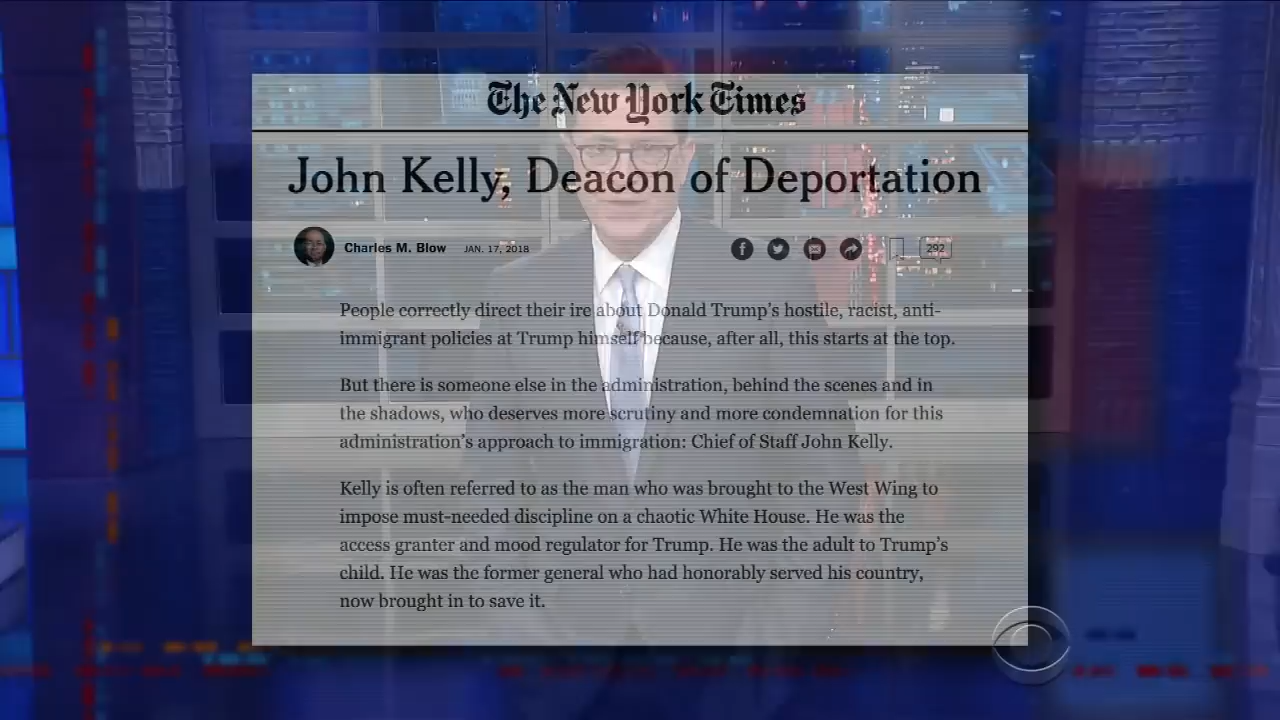 The New York Times
John Kelly, Deacon of Deportation
Charles M. Blow JAN. 17, 2018
292
People correctly direct their ire about Donald Trump's hostile, racist, anti-
immigrant policies at Trump himself because, after all, this starts at the top.
But there is someone else in the administration, behind the scenes and in
the shadows, who deserves more scrutiny and more condemnation for this
administration's approach to immigration: Chief of Staff John Kelly.
Kelly is often referred to as the man who was brought to the West Wing to
impose must-needed discipline on a chaotic White House. He was the
access granter and mood regulator for Trump. He was the adult to Trump's
child. He was the former general who had honorably served his country,
now brought in to save it.